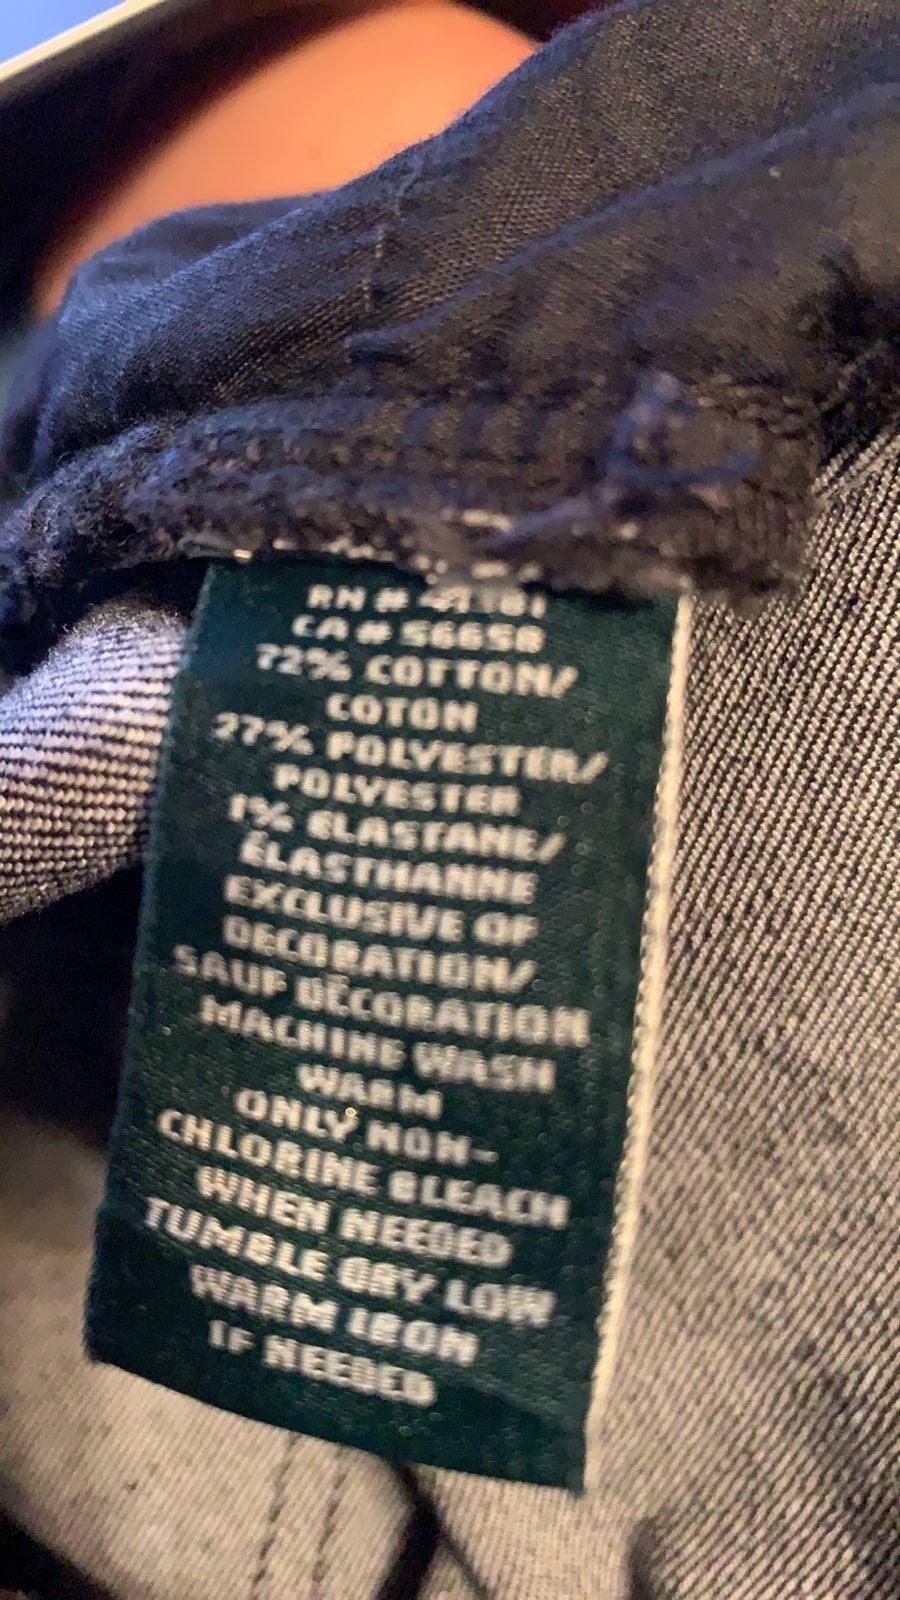 RN #
CA # 56658
72% COTTON/
COTON
27% POLYESTER/
POLYESTER
1% ELASTANE/
ÉLASTHANNE
EXCLUSIVE OF
DECORATION/
SAUF DÉCORATION
MACHINE WASH
WARM
ONLY NON-
CHLORINE BLEACH
WHEN NEEDED
TUMBLE DRY LOW
WARM IRON
IF NEEDED